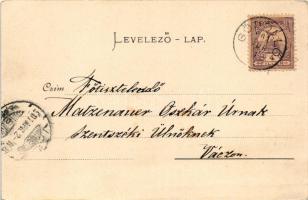 LEVELEZŐ - LAP.
Czim Főtisztelendő
Matzenauer Oszkár Úrnak
Szentszéki Ülnöknek
Váczon.